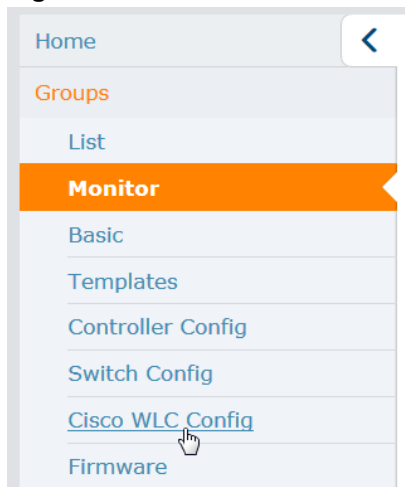 Home
Groups
List
Monitor
Basic
Templates
Controller Config
Switch Config
Cisco WLC Config
Firmware